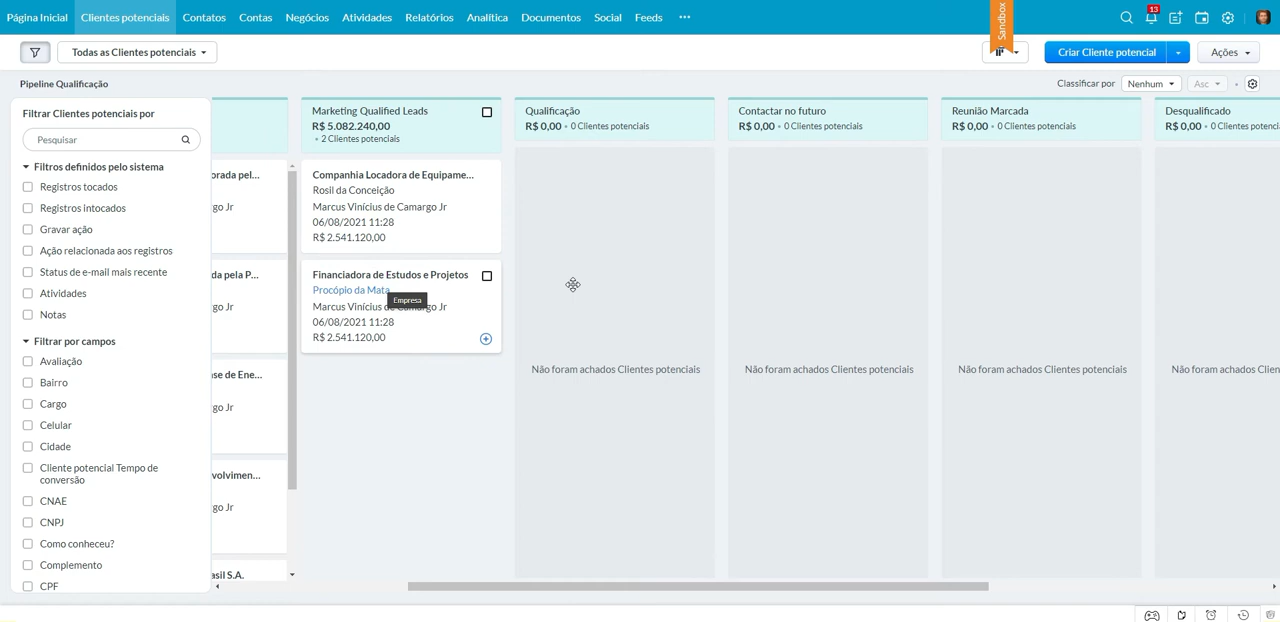 Página Inicial
Clientes potenciais
Contatos
Contas
Negócios
Atividades
Relatórios
Analítica
Documentos
Social
Feeds
Sandbox
13
Todas as Clientes potenciais
Criar Cliente potencial
Ações
Pipeline Qualificação
Classificar por
Nenhum
Asc
Filtrar Clientes potenciais por
Pesquisar
Filtros definidos pelo sistema
Registros tocados
Registros intocados
Gravar ação
Ação relacionada aos registros
Status de e-mail mais recente
Atividades
Notas
Filtrar por campos
Avaliação
Bairro
Cargo
Celular
Cidade
Cliente potencial Tempo de
conversão
CNAE
CNPJ
Como conheceu?
Complemento
CPF
orada pel...
go Jr
da pela P...
go Jr
se de Ene...
go Jr
volvimen...
go Jr
asil S.A.
Marketing Qualified Leads
R$ 5.082.240,00
• 2 Clientes potenciais
Companhia Locadora de Equipame...
Rosil da Conceição
Marcus Vinícius de Camargo Jr
06/08/2021 11:28
R$ 2.541.120,00
Financiadora de Estudos e Projetos
Procópio da Mata
Empresa
Marcus Vinícius de Camargo Jr
06/08/2021 11:28
R$ 2.541.120,00
Qualificação
R$ 0,00 • 0 Clientes potenciais
Não foram achados Clientes potenciais
Contactar no futuro
R$ 0,00 • 0 Clientes potenciais
Não foram achados Clientes potenciais
Reunião Marcada
R$ 0,00 • 0 Clientes potenciais
Não foram achados Clientes potenciais
Desqualificado
R$ 0,00 • 0 Clientes potenci
Não foram achados Clien